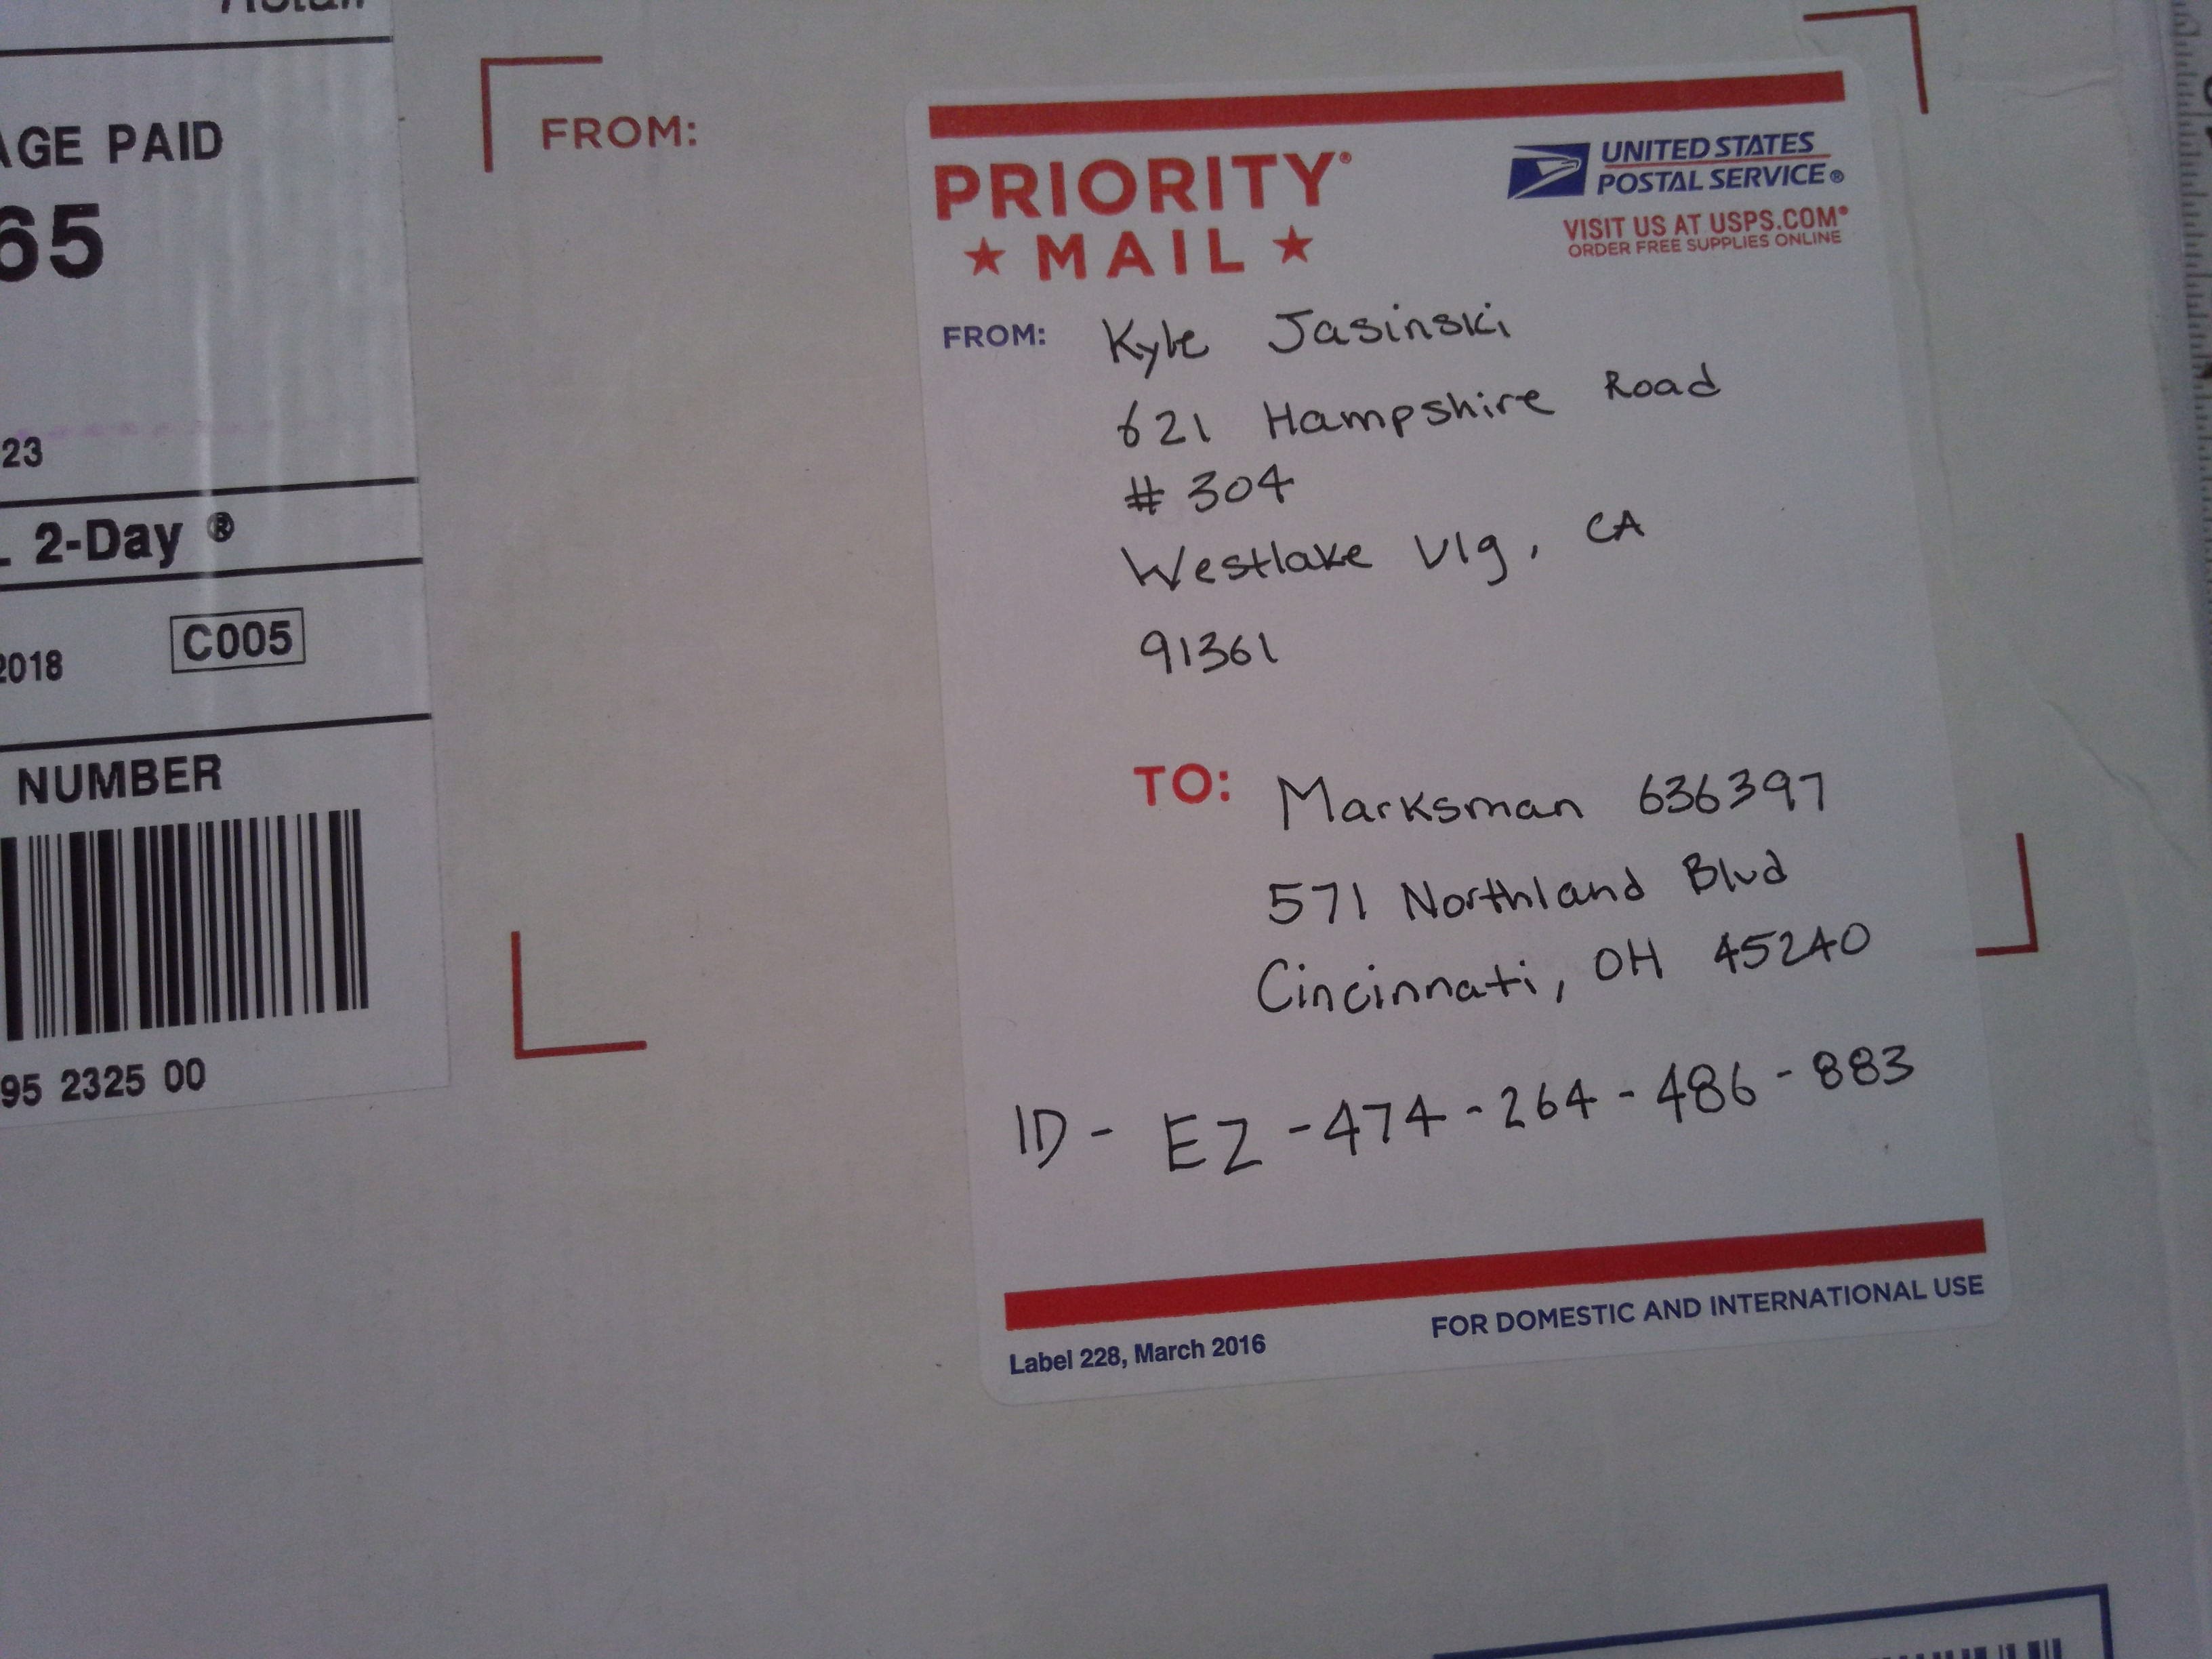 AGE PAID
65
23
2-Day ®
2018 C005
NUMBER
95 2325 00
FROM:
PRIORITY®
★ MAIL ★
UNITED STATES
POSTAL SERVICE®
VISIT US AT USPS.COM®
ORDER FREE SUPPLIES ONLINE
FROM: Kyle Jasinski
621 Hampshire Road
# 304
Westlake Vlg, CA
91361
TO: Marksman 636397
571 Northland Blvd
Cincinnati, OH 45240
ID - EZ - 474 - 264 - 486 - 883
Label 228, March 2016
FOR DOMESTIC AND INTERNATIONAL USE